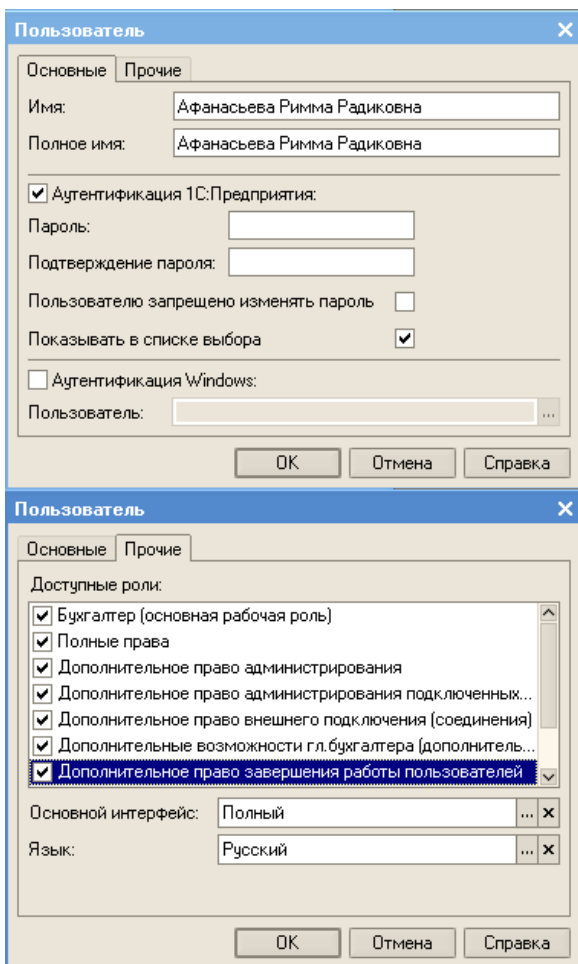 Пользователь
Основные Прочие
Имя: Афанасьева Римма Радиковна
Полное имя: Афанасьева Римма Радиковна
Аутентификация 1С:Предприятия:
Пароль:
Подтверждение пароля:
Пользователю запрещено изменять пароль
Показывать в списке выбора
Аутентификация Windows:
Пользователь: ...
ОК Отмена Справка
Пользователь
Основные Прочие
Доступные роли:
Бухгалтер (основная рабочая роль)
Полные права
Дополнительное право администрирования
Дополнительное право администрирования подключенных...
Дополнительное право внешнего подключения (соединения)
Дополнительные возможности гл.бухгалтера (дополнитель...
Дополнительное право завершения работы пользователей
Основной интерфейс: Полный ... x
Язык: Русский ... x
ОК Отмена Справка